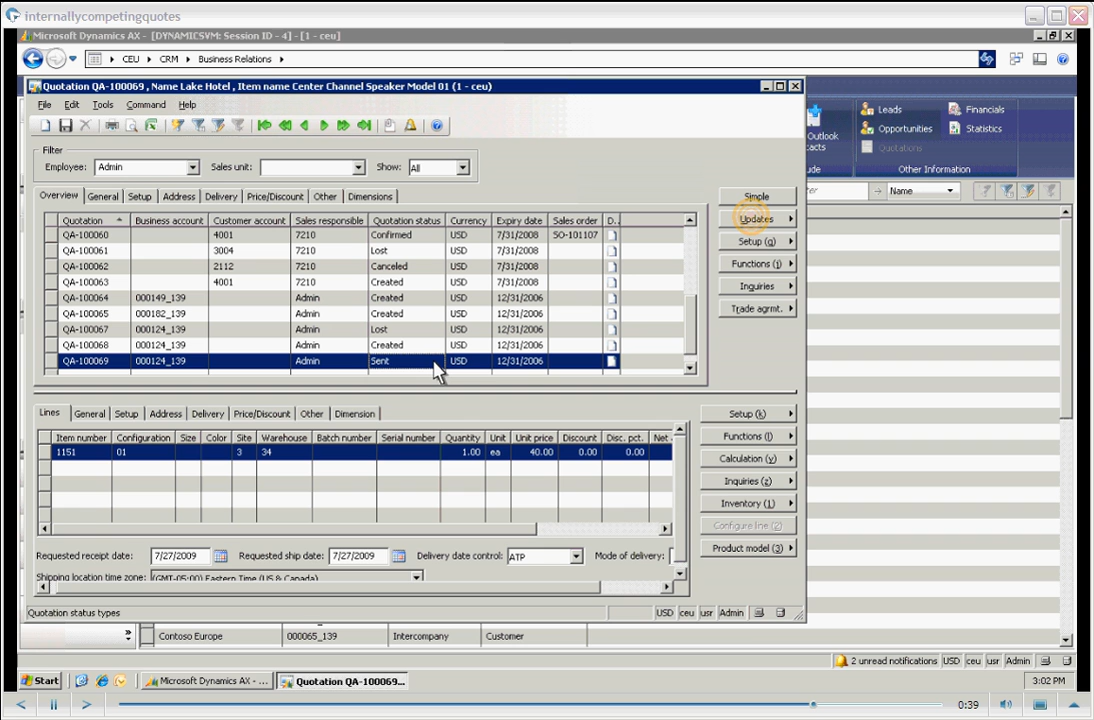 internallycompetingquotes
Microsoft Dynamics AX - [DYNAMICSVM: Session ID - 4] - [1 - ceu]
CEU CRM Business Relations
Quotation QA-100069 , Name Lake Hotel , Item name Center Channel Speaker Model 01 (1 - ceu)
File Edit Tools Command Help
Leads Financials
Opportunities Statistics
Quotations
Other Information
Name
Filter
Employee: Admin Sales unit: Show: All
Overview General Setup Address Delivery Price/Discount Other Dimensions
Simple
Updates
Setup (q)
Inquiries
Trade agrmt.
Quotation Business account Customer account Sales responsible Quotation status Currency Expiry date Sales order D..
QA-100060 4001 7210 Confirmed USD 7/31/2008 SO-101107
QA-100061 3004 7210 Lost USD 7/31/2008
QA-100062 2112 7210 Canceled USD 7/31/2008
QA-100063 4001 7210 Created USD 7/31/2008
QA-100064 000149_139 Admin Created USD 12/31/2006
QA-100065 000182_139 Admin Created USD 12/31/2006
QA-100067 000124_139 Admin Lost USD 12/31/2006
QA-100068 000124_139 Admin Created USD 12/31/2006
QA-100069 000124_139 Admin Sent USD 12/31/2006
Lines General Setup Address Delivery Price/Discount Other Dimension
Setup (k)
Functions (l)
Calculation (y)
Inquiries (z)
Inventory (1)
Configure line (2)
Product model (3)
Item number Configuration Size Color Site Warehouse Batch number Serial number Quantity Unit Unit price Discount Disc. pct. Net
1151 01 3 34 1.00 ea 40.00 0.00 0.00
Requested receipt date: 7/27/2009 Requested ship date: 7/27/2009 Delivery date control: ATP Mode of delivery:
Shipping location time zone: (GMT-05:00) Eastern Time (US & Canada)
Quotation status types USD ceu usr Admin
Contoso Europe 000065_139 Intercompany Customer
2 unread notifications USD ceu usr Admin
Start Microsoft Dynamics AX - ... Quotation QA-100069... 3:02 PM
0:39